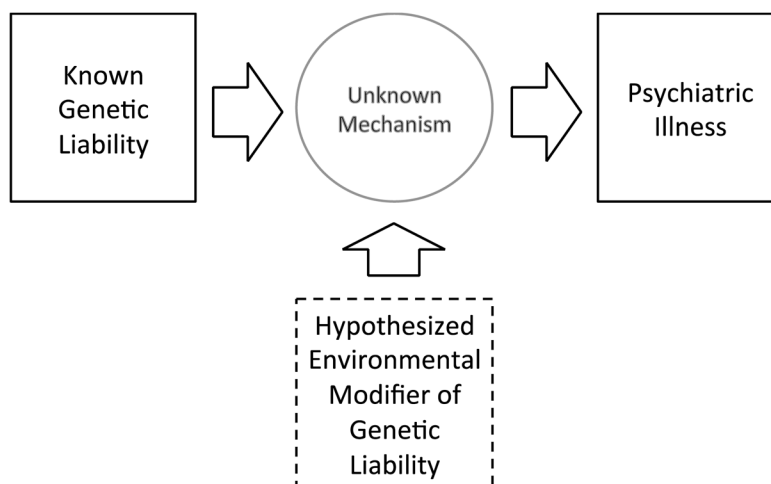 Known
Genetic
Liability
Unknown
Mechanism
Psychiatric
Illness
Hypothesized
Environmental
Modifier of
Genetic
Liability